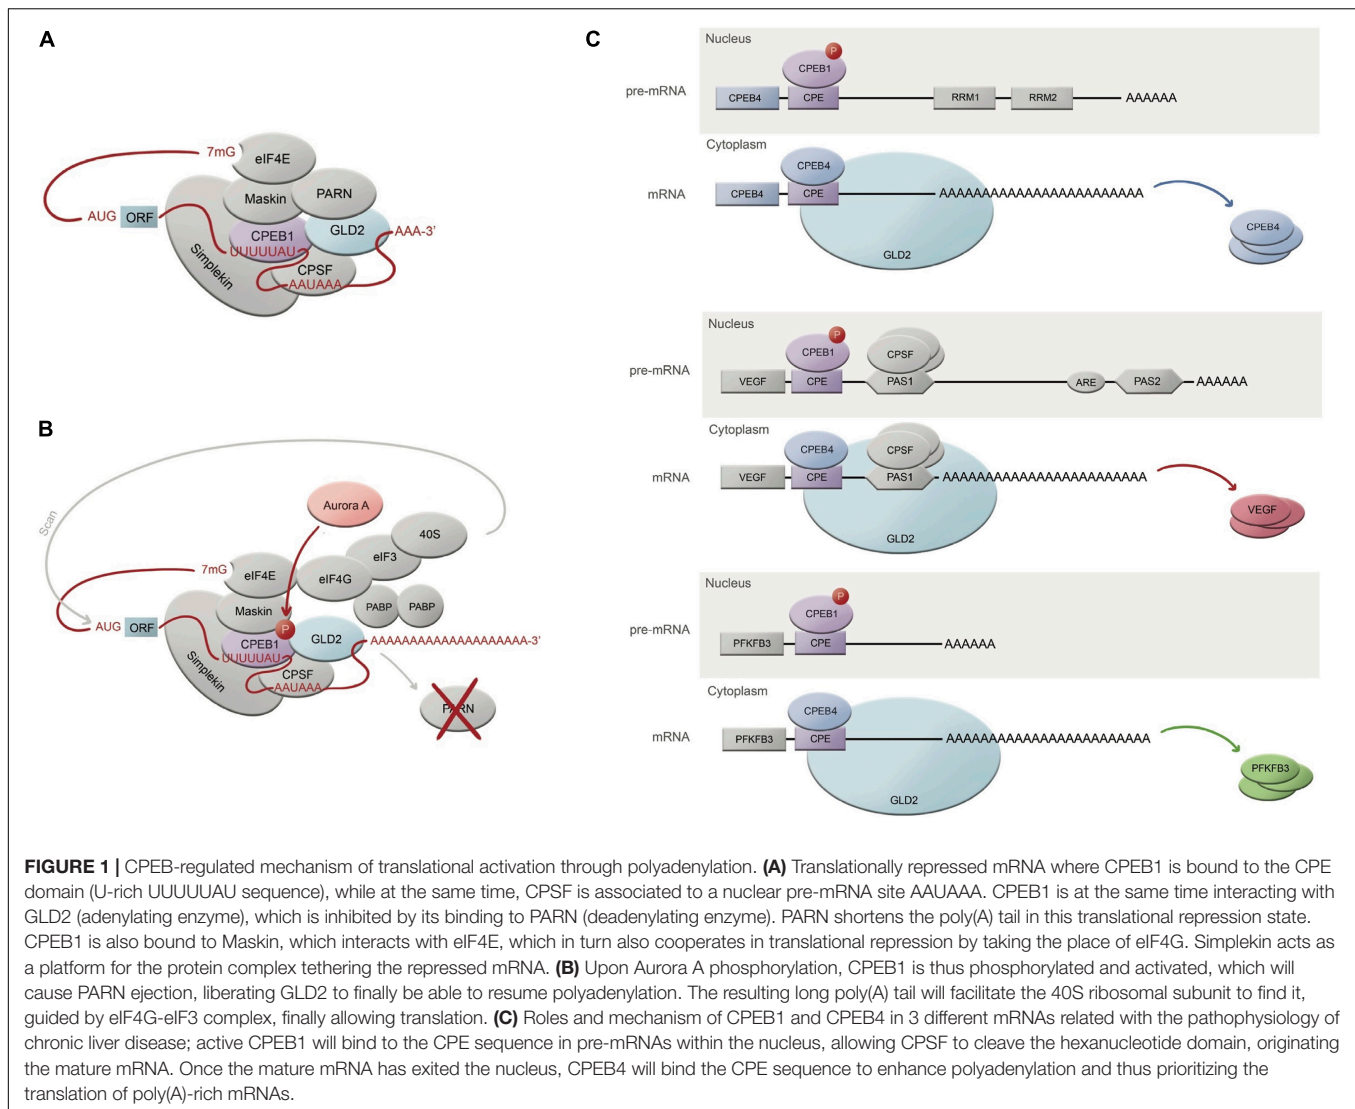 A
7mG
eIF4E
Maskin
PARN
AUG
ORF
CPEB1
GLD2
AAA-3’
UUUUUAU
Simplekin
CPSF
AAUAAA
B
Scan
Aurora A
40S
eIF3
7mG
eIF4E
eIF4G
Maskin
PABP
PABP
AUG
ORF
P
CPEB1
GLD2
AAAAAAAAAAAAAAAAAAAA-3’
UUUUUAU
Simplekin
CPSF
AAUAAA
PARN
C
Nucleus
P
CPEB1
pre-mRNA
CPEB4
CPE
RRM1
RRM2
AAAAAA
Cytoplasm
CPEB4
mRNA
CPEB4
CPE
AAAAAAAAAAAAAAAAAAAAAAA
CPEB4
GLD2
Nucleus
P
CPEB1
CPSF
pre-mRNA
VEGF
CPE
PAS1
ARE
PAS2
AAAAAA
Cytoplasm
CPEB4
CPSF
mRNA
VEGF
CPE
PAS1
AAAAAAAAAAAAAAAAAAAAAAA
VEGF
GLD2
Nucleus
P
CPEB1
pre-mRNA
PFKFB3
CPE
AAAAAA
Cytoplasm
CPEB4
mRNA
PFKFB3
CPE
AAAAAAAAAAAAAAAAAAAAAAA
PFKFB3
GLD2
FIGURE 1 | CPEB-regulated mechanism of translational activation through polyadenylation. (A) Translationally repressed mRNA where CPEB1 is bound to the CPE
domain (U-rich UUUUUAU sequence), while at the same time, CPSF is associated to a nuclear pre-mRNA site AAUAAA. CPEB1 is at the same time interacting with
GLD2 (adenylating enzyme), which is inhibited by its binding to PARN (deadenylating enzyme). PARN shortens the poly(A) tail in this translational repression state.
CPEB1 is also bound to Maskin, which interacts with eIF4E, which in turn also cooperates in translational repression by taking the place of eIF4G. Simplekin acts as
a platform for the protein complex tethering the repressed mRNA. (B) Upon Aurora A phosphorylation, CPEB1 is thus phosphorylated and activated, which will
cause PARN ejection, liberating GLD2 to finally be able to resume polyadenylation. The resulting long poly(A) tail will facilitate the 40S ribosomal subunit to find it,
guided by eIF4G-eIF3 complex, finally allowing translation. (C) Roles and mechanism of CPEB1 and CPEB4 in 3 different mRNAs related with the pathophysiology of
chronic liver disease; active CPEB1 will bind to the CPE sequence in pre-mRNAs within the nucleus, allowing CPSF to cleave the hexanucleotide domain, originating
the mature mRNA. Once the mature mRNA has exited the nucleus, CPEB4 will bind the CPE sequence to enhance polyadenylation and thus prioritizing the
translation of poly(A)-rich mRNAs.